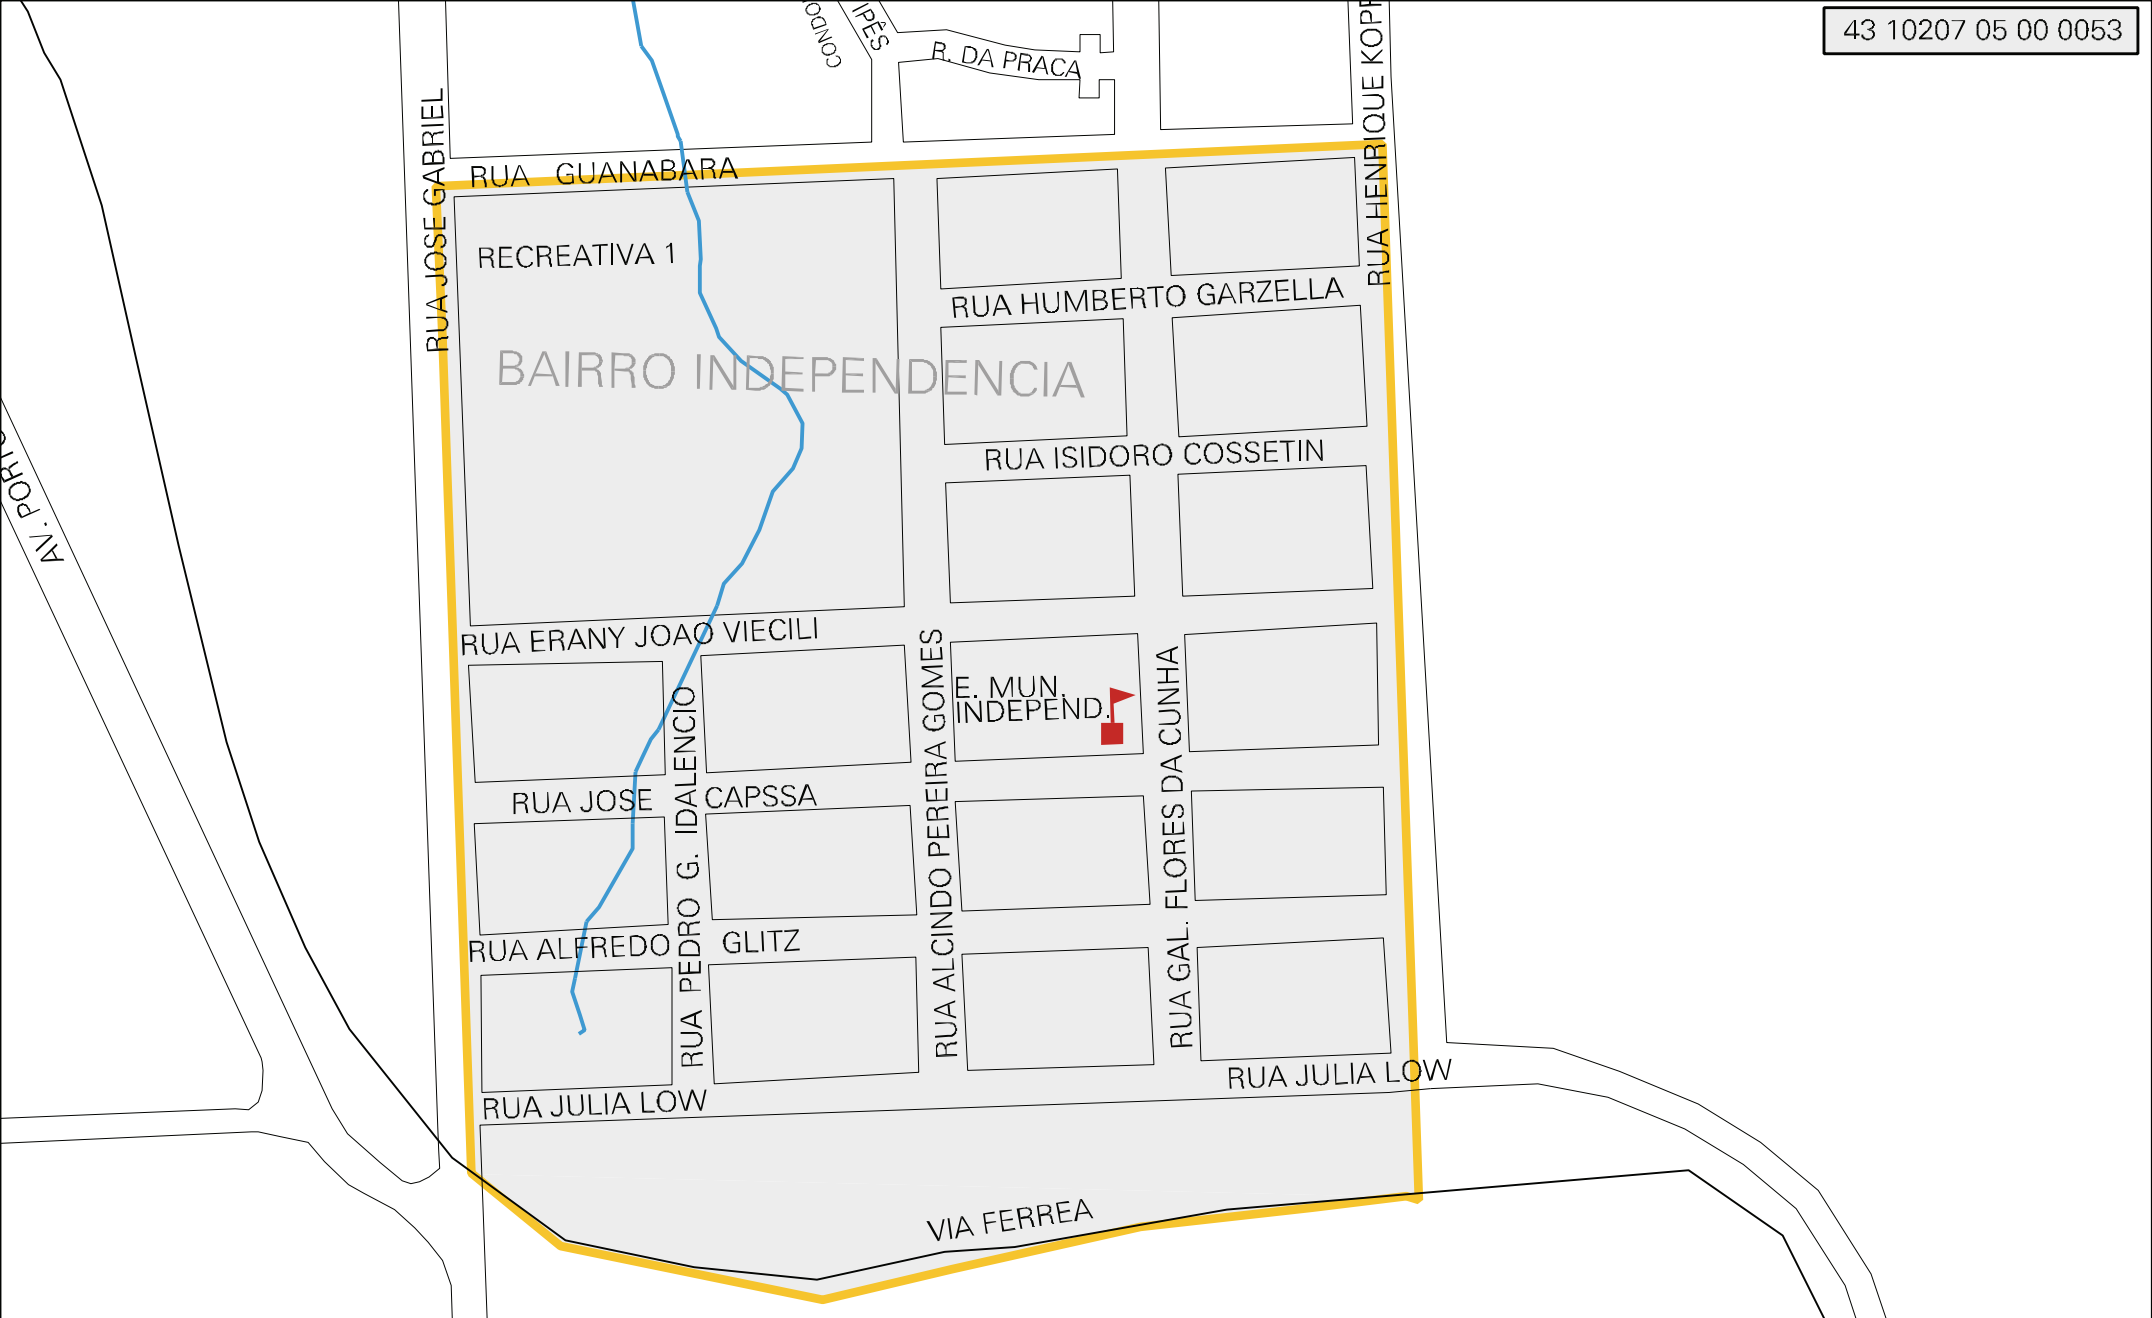 43 10207 05 00 0053
IPÊS
R. DA PRACA
RUA JOSE GABRIEL
RUA GUANABARA
RECREATIVA 1
RUA HUMBERTO GARZELLA
BAIRRO INDEPENDENCIA
RUA ISIDORO COSSETIN
AV.
RUA ERANY JOAO VIECILI
E. MUN.
INDEPEND.
RUA JOSE CAPSSA
RUA PEDRO G. IDALENCIO
RUA ALCINDO PEREIRA GOMES
RUA GAL. FLORES DA CUNHA
RUA HENRIQUE
RUA ALFREDO GLITZ
RUA JULIA LOW
RUA JULIA LOW
VIA FERREA